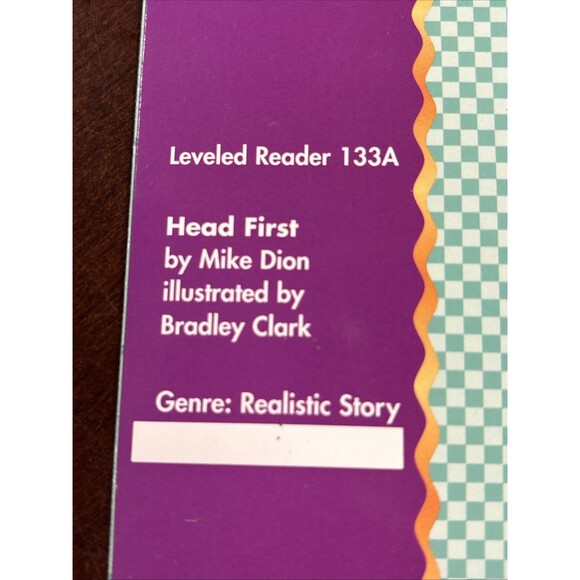 Leveled Reader 133A
Head First
by Mike Dion
illustrated by
Bradley Clark
Genre: Realistic Story